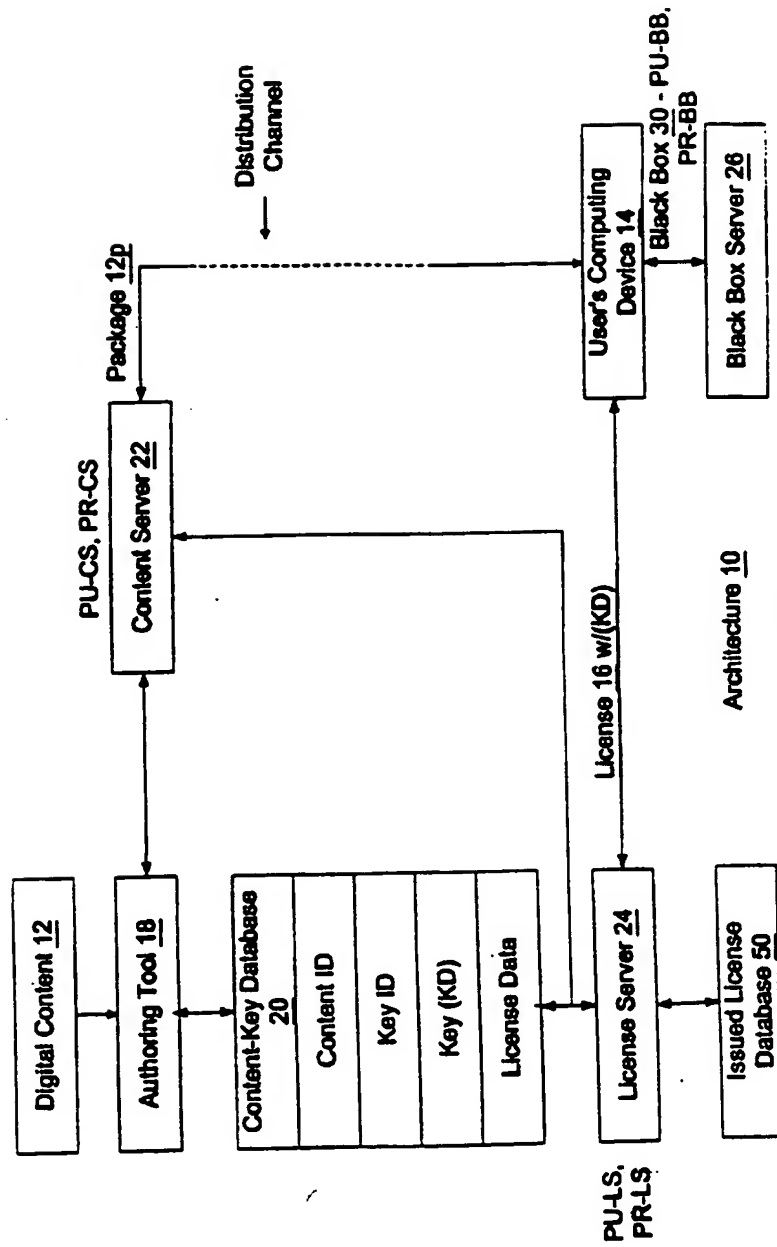 Digital Content 12
Authoring Tool 18
Content-Key Database
20
Content ID
Key ID
Key (KD)
License Data
License Server 24
PU-LS,
PR-LS
Issued License
Database 50
PU-CS, PR-CS
Content Server 22
Package 12p
Distribution
Channel
License 16 w/(KD)
User's Computing
Device 14
Black Box 30 - PU-BB,
PR-BB
Black Box Server 26
Architecture 10